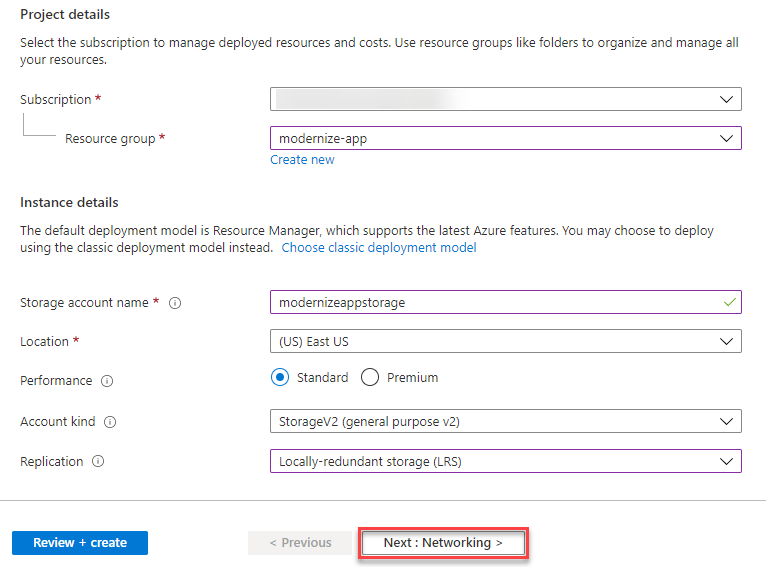 Project details
Select the subscription to manage deployed resources and costs. Use resource groups like folders to organize and manage all
your resources.
Subscription *
Resource group *
modernize-app
Create new
Instance details
The default deployment model is Resource Manager, which supports the latest Azure features. You may choose to deploy
using the classic deployment model instead. Choose classic deployment model
Storage account name *
modernizeappstorage
Location *
(US) East US
Performance
Standard
Premium
Account kind
StorageV2 (general purpose v2)
Replication
Locally-redundant storage (LRS)
Review + create
< Previous
Next : Networking >